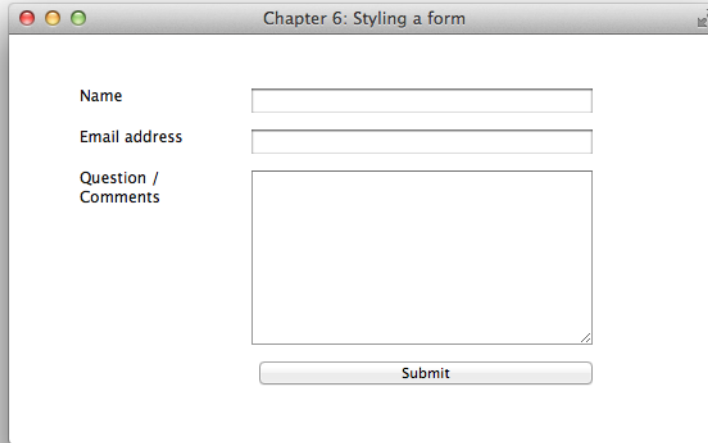 Chapter 6: Styling a form
Name
Email address
Question /
Comments
Submit